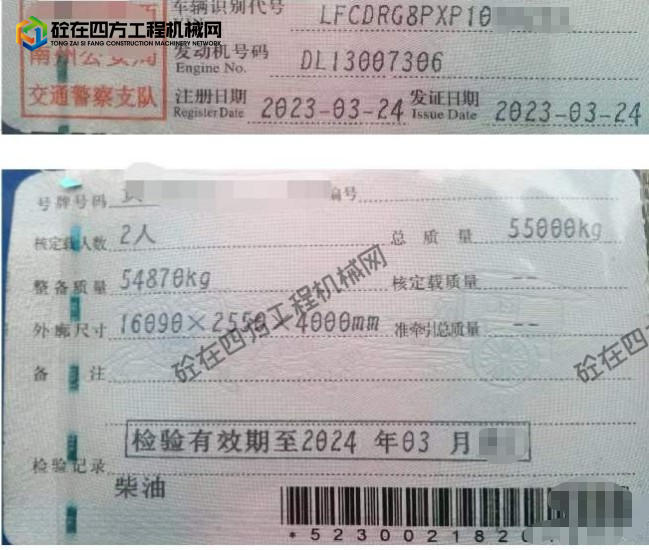 砼在四方工程机械网
TONG ZAI SI FANG CONSTRUCTION MACHINERY NETWORK
交通警察支队
车辆识别代号 LFCDRG8PXP10
发动机号码 DL13007306
Engine No.
注册日期 2023-03-24 发证日期 2023-03-24
Register Date Issue Date
号牌号码 编号
核定载人数 2人 总质量 55000kg
整备质量 54870kg 核定载质量 --
外廓尺寸 16090×2550×4000mm 准牵引总质量 --
备注
砼在四方工程机械网
砼在四方工
检验有效期至2024 年03 月
检验记录
柴油
*5230021820